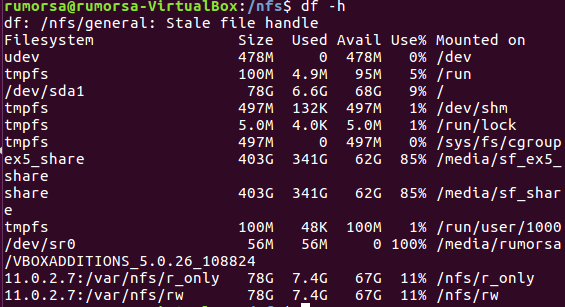 rumorsa@rumorsa-VirtualBox:/nfs$ df -h
df: /nfs/general: Stale file handle
Filesystem Size Used Avail Use% Mounted on
udev 478M 0 478M 0% /dev
tmpfs 100M 4.9M 95M 5% /run
/dev/sda1 78G 6.6G 68G 9% /
tmpfs 497M 132K 497M 1% /dev/shm
tmpfs 5.0M 4.0K 5.0M 1% /run/lock
tmpfs 497M 0 497M 0% /sys/fs/cgroup
ex5_share 403G 341G 62G 85% /media/sf_ex5_
share
share 403G 341G 62G 85% /media/sf_shar
e
tmpfs 100M 48K 100M 1% /run/user/1000
/dev/sr0 56M 56M 0 100% /media/rumorsa
/VBOXADDITIONS_5.0.26_108824
11.0.2.7:/var/nfs/r_only 78G 7.4G 67G 11% /nfs/r_only
11.0.2.7:/var/nfs/rw 78G 7.4G 67G 11% /nfs/rw